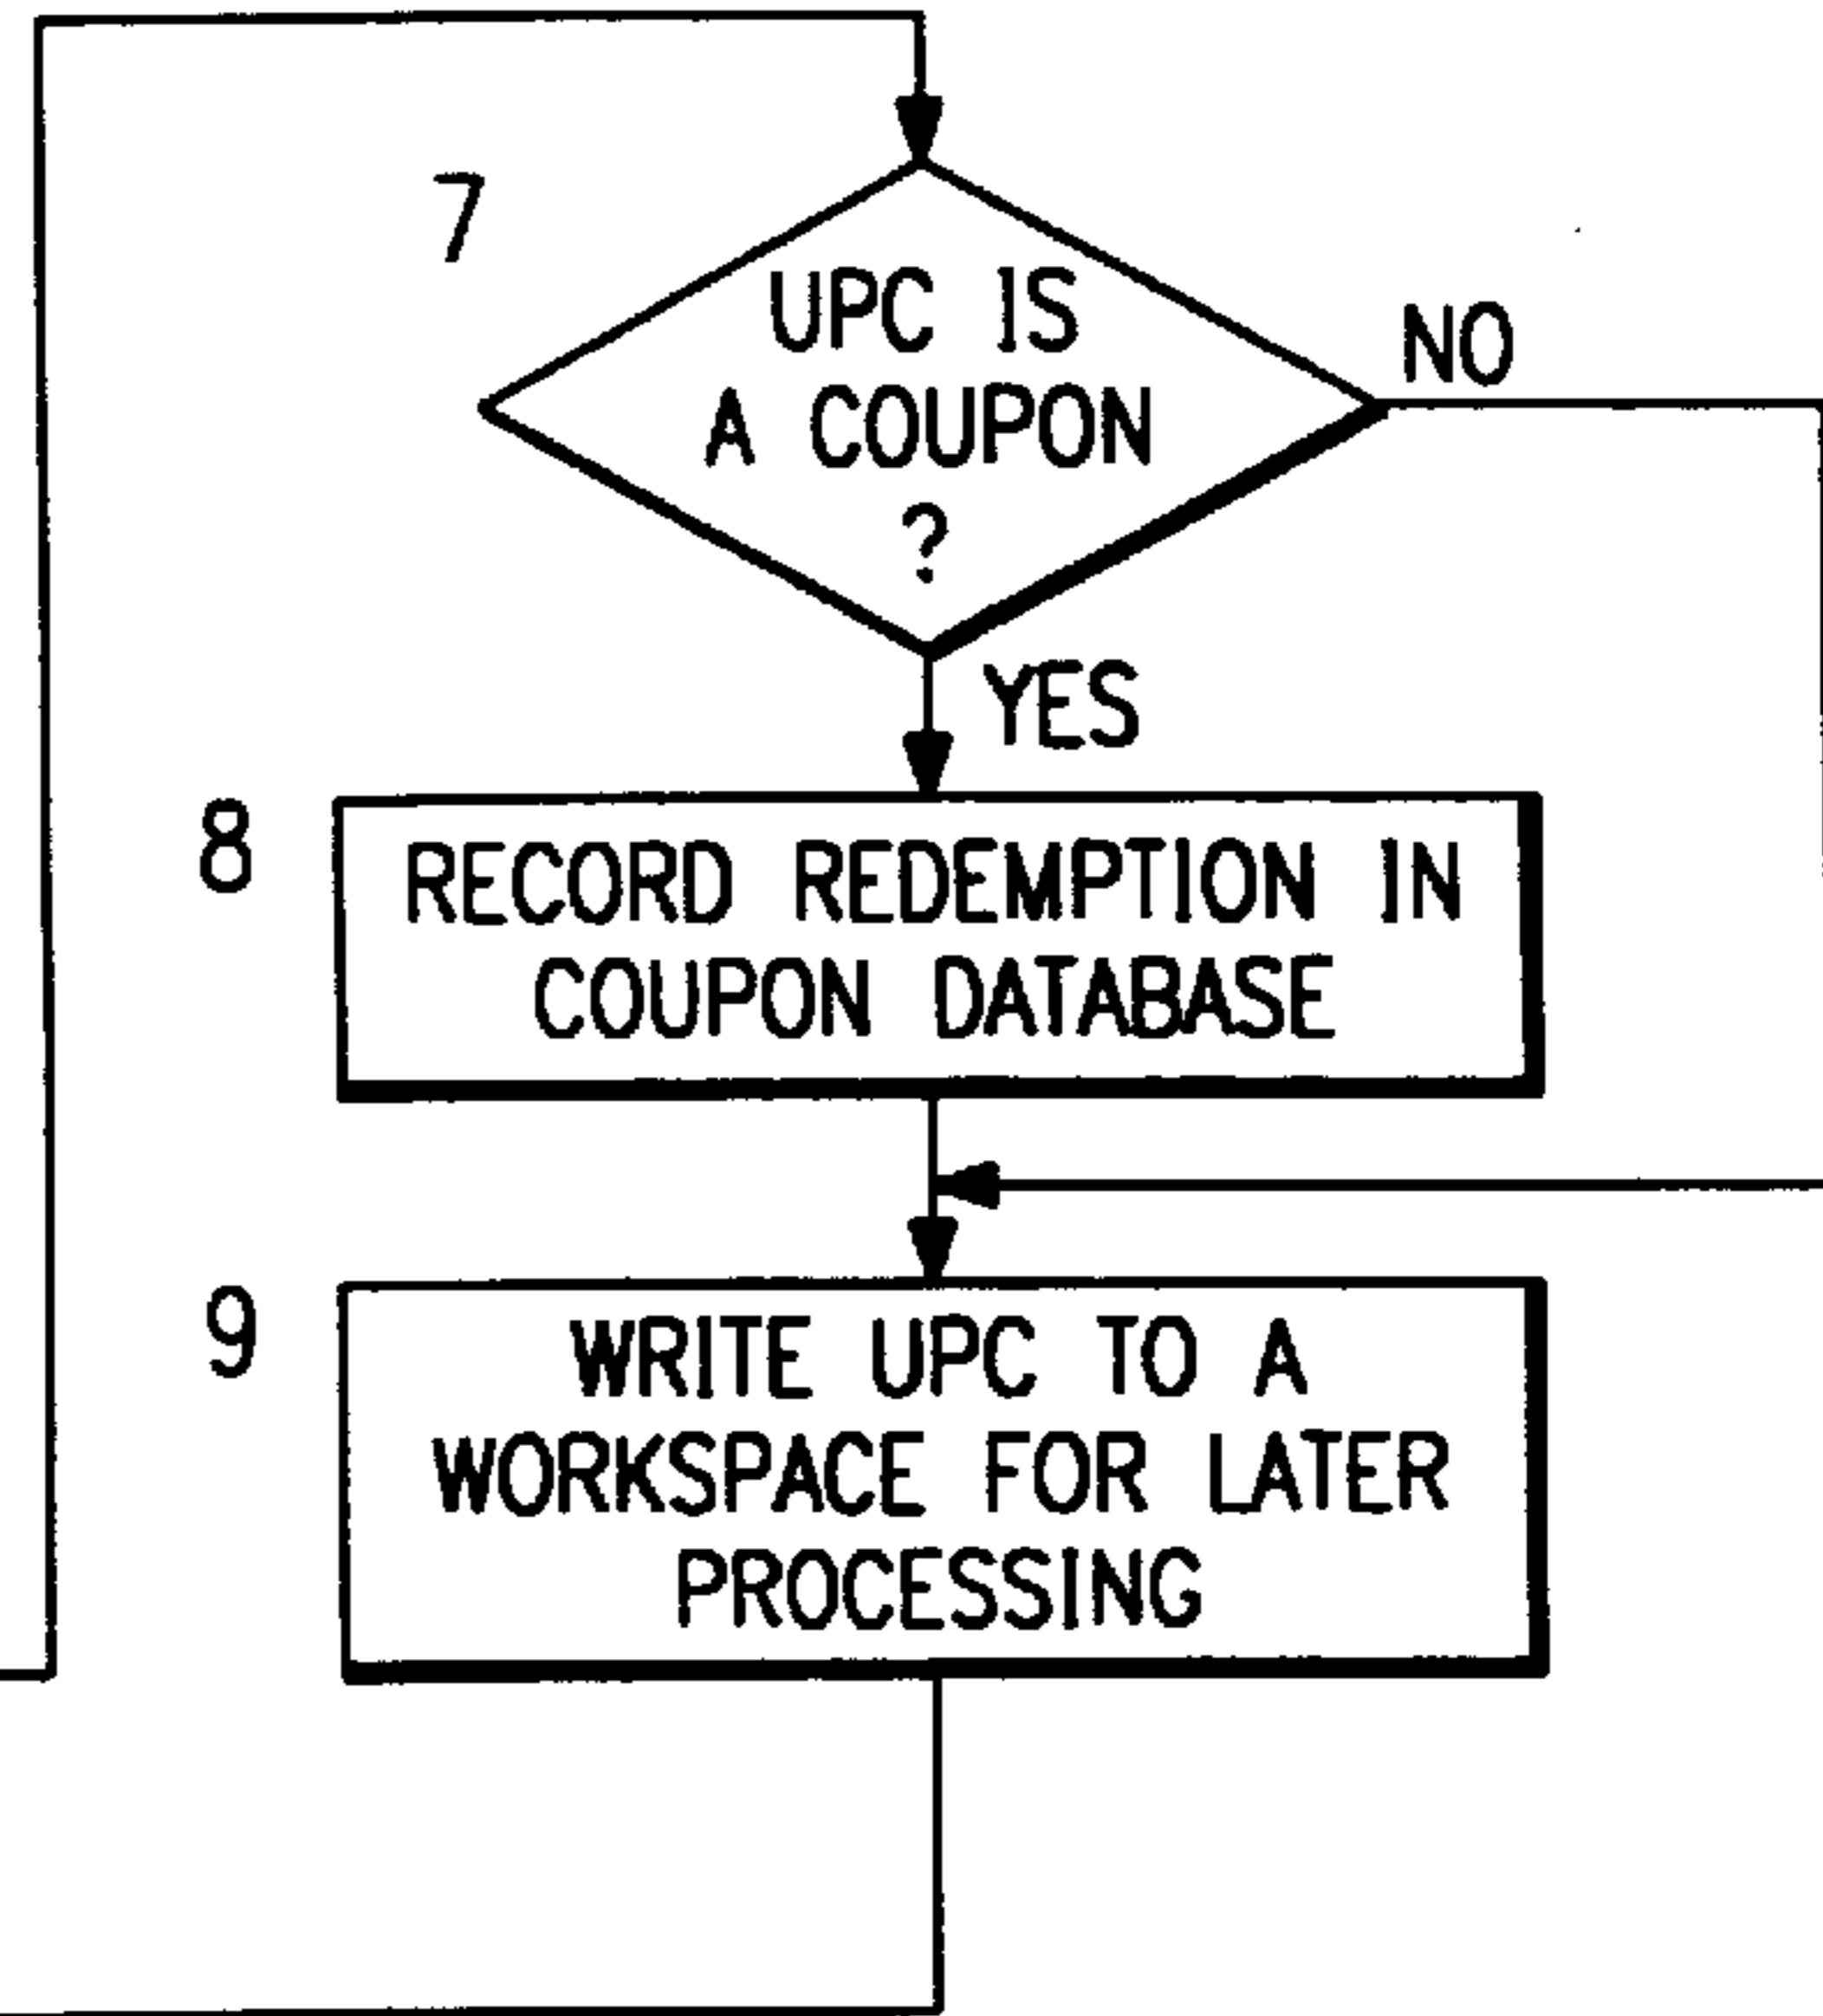 7
UPC IS
A COUPON
?
NO
YES
8
RECORD REDEMPTION IN
COUPON DATABASE
9
WRITE UPC TO A
WORKSPACE FOR LATER
PROCESSING